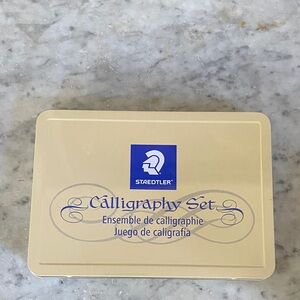 STAEDTLER
Calligraphy Set
Ensemble de calligraphie
Juego de caligrafía